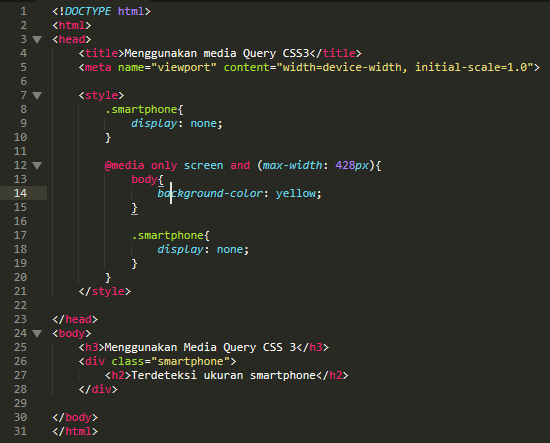 1 <!DOCTYPE html>
2 <html>
3 <head>
4 <title>Menggunakan media Query CSS3</title>
5 <meta name="viewport" content="width=device-width, initial-scale=1.0">
6
7 <style>
8 .smartphone{
9 display: none;
10 }
11
12 @media only screen and (max-width: 428px){
13 body{
14 background-color: yellow;
15 }
16
17 .smartphone{
18 display: none;
19 }
20 }
21 </style>
22
23 </head>
24 <body>
25 <h3>Menggunakan Media Query CSS 3</h3>
26 <div class="smartphone">
27 <h2>Terdeteksi ukuran smartphone</h2>
28 </div>
29
30 </body>
31 </html>